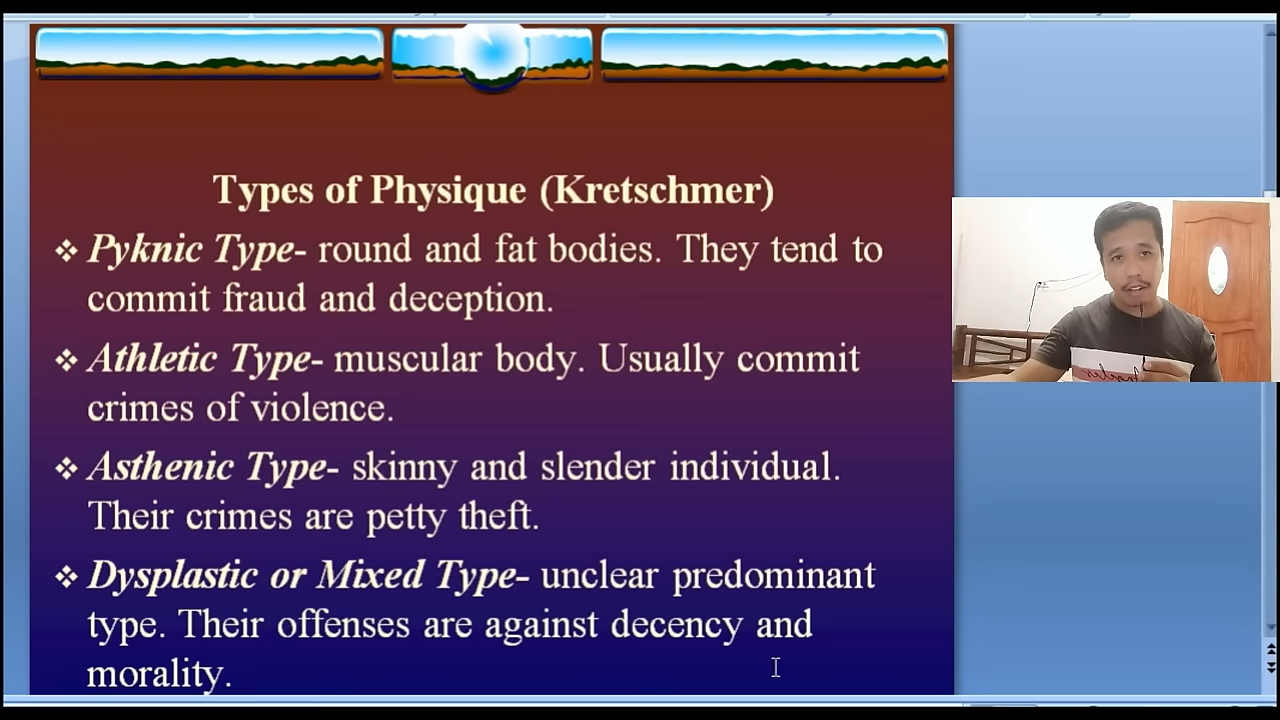 Types of Physique (Kretschmer)
❖ Pyknic Type- round and fat bodies. They tend to
commit fraud and deception.
❖ Athletic Type- muscular body. Usually commit
crimes of violence.
❖ Asthenic Type- skinny and slender individual.
Their crimes are petty theft.
❖ Dysplastic or Mixed Type- unclear predominant
type. Their offenses are against decency and
morality.